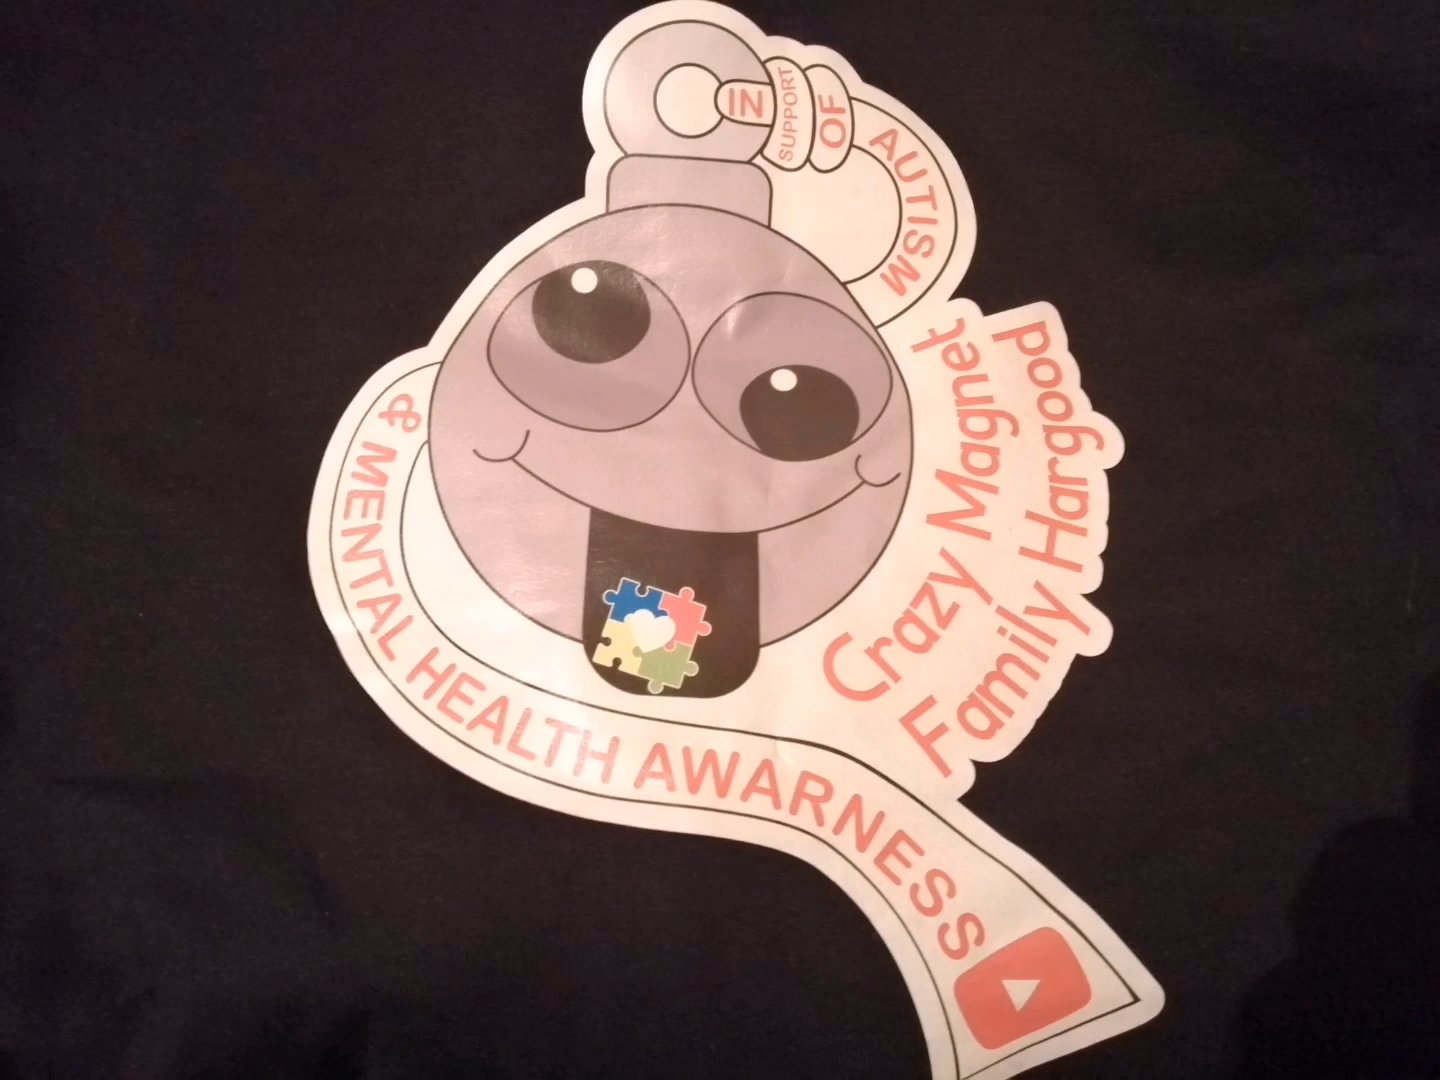 IN
SUPPORT
OF
AUTISM
& MENTAL HEALTH AWARNESS
Crazy Magnet
Family Hargood